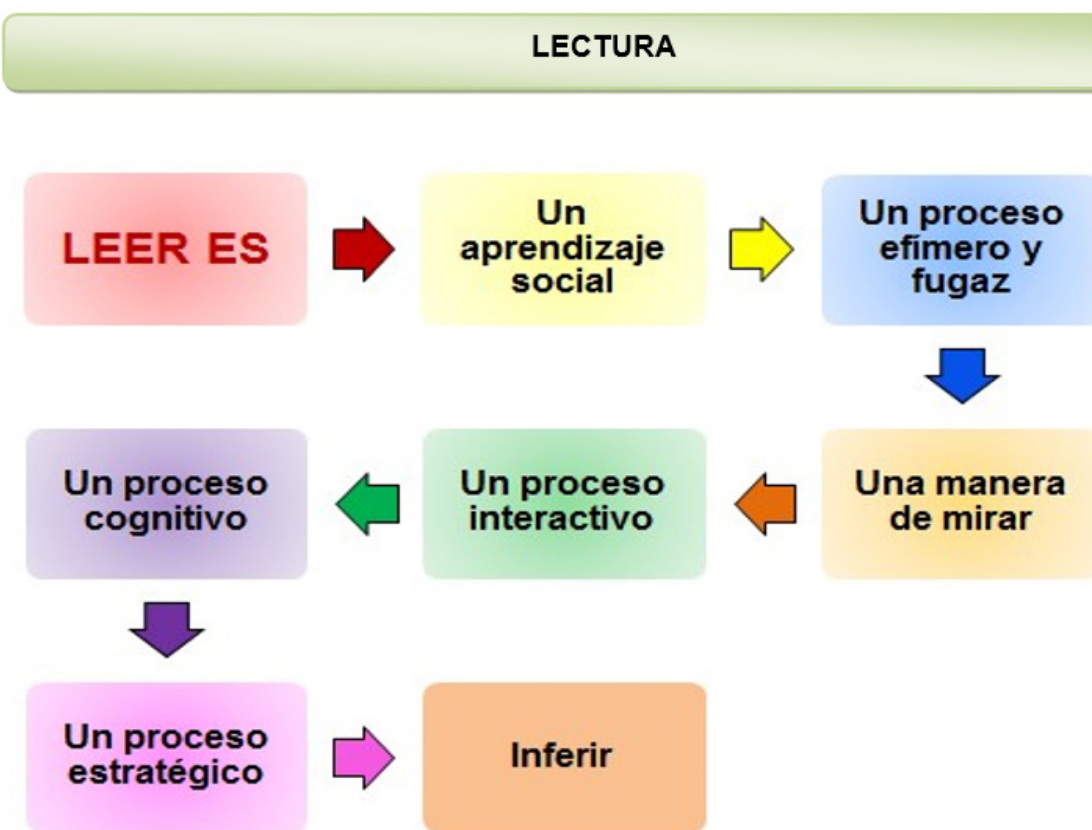 LECTURA
LEER ES
Un
aprendizaje
social
Un proceso
efímero y
fugaz
Una manera
de mirar
Un proceso
interactivo
Un proceso
cognitivo
Un proceso
estratégico
Inferir